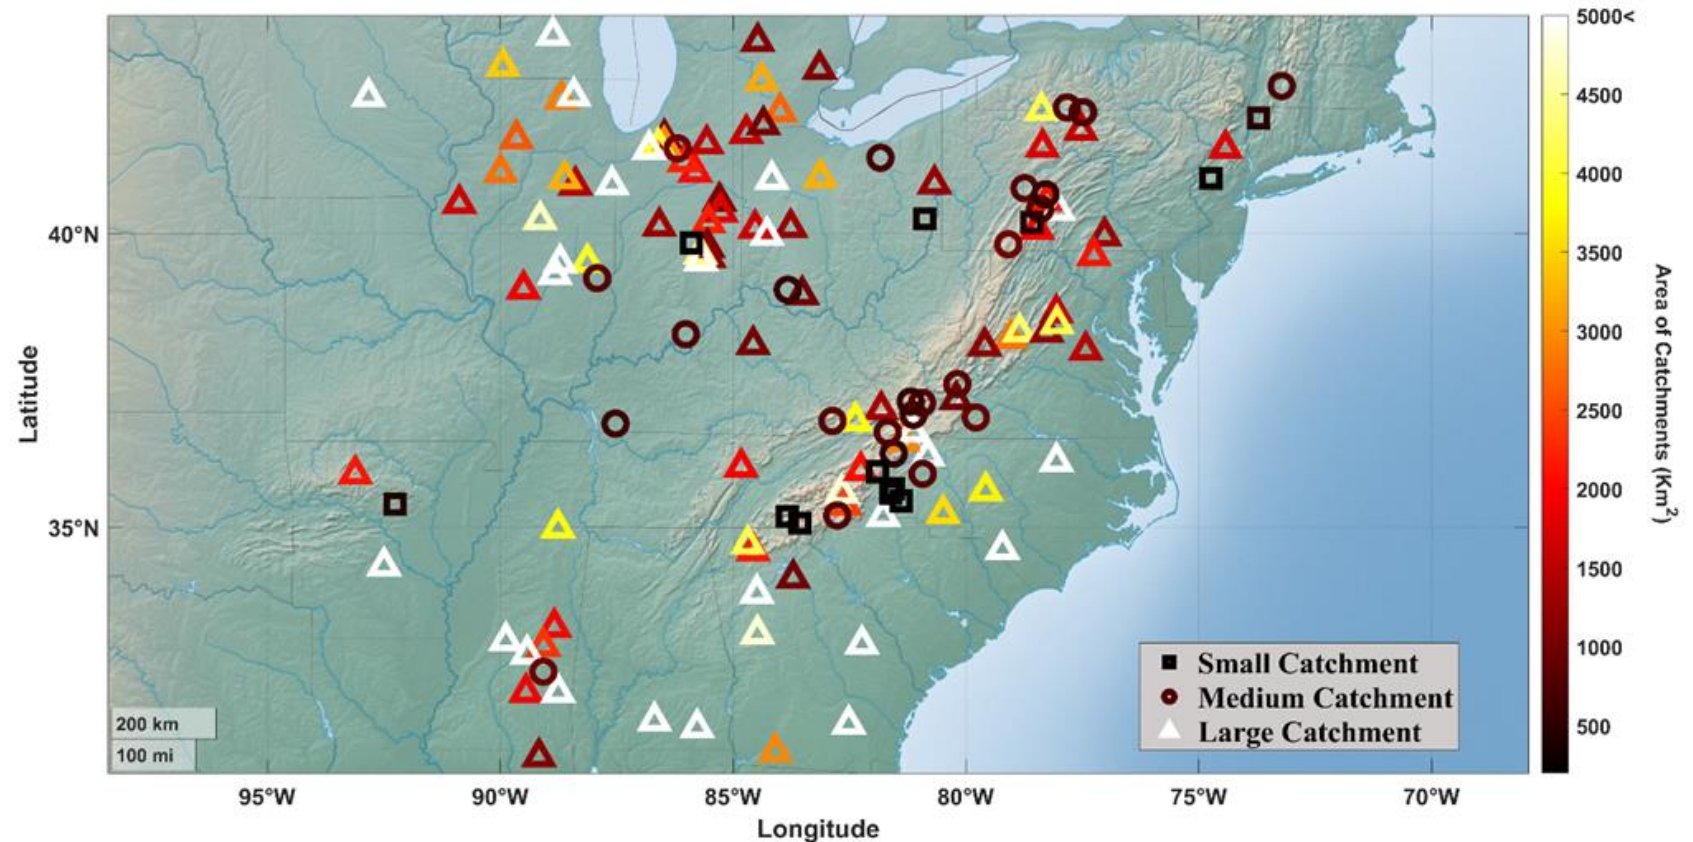 5000<
4500
4000
3500
3000
2500
2000
1500
1000
500
Area of Catchments (Km²)
40°N
35°N
Latitude
Small Catchment
Medium Catchment
Large Catchment
200 km
100 mi
95°W 90°W 85°W 80°W 75°W 70°W
Longitude